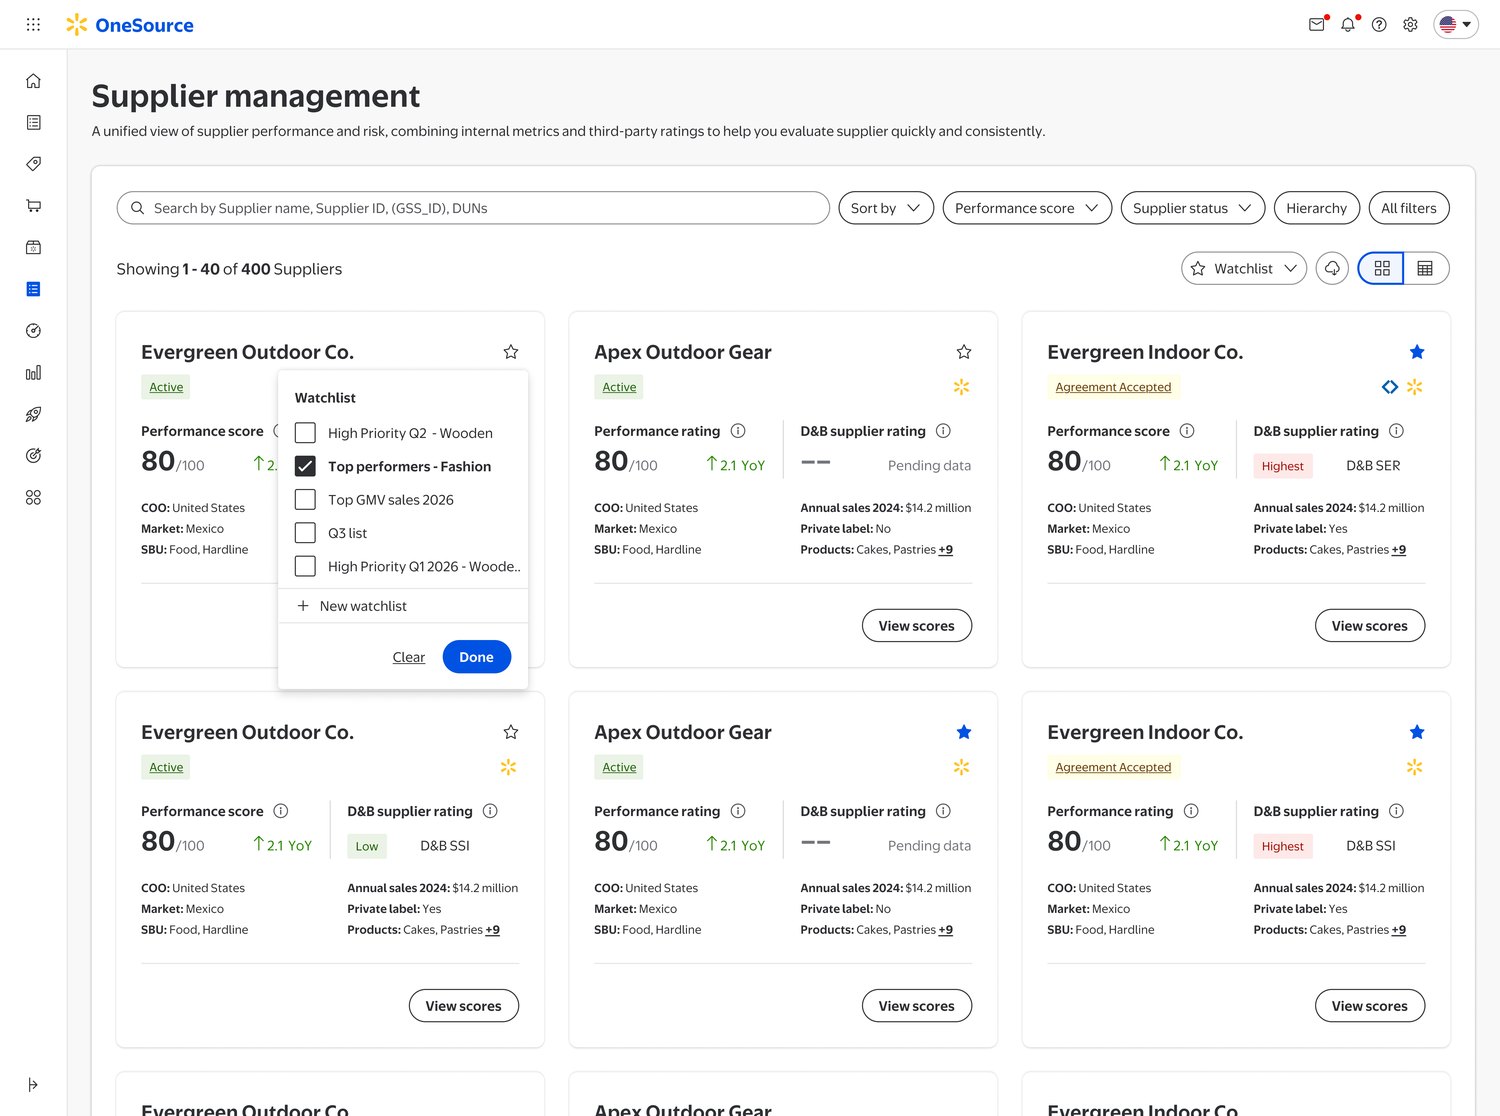 OneSource
Supplier management
A unified view of supplier performance and risk, combining internal metrics and third-party ratings to help you evaluate supplier quickly and consistently.
Search by Supplier name, Supplier ID, (GSS_ID), DUNs
Sort by
Performance score
Supplier status
Hierarchy
All filters
Showing 1 - 40 of 400 Suppliers
Watchlist
Evergreen Outdoor Co.
Active
Performance score
80/100
2.
COO: United States
Market: Mexico
SBU: Food, Hardline
Watchlist
High Priority Q2 - Wooden
Top performers - Fashion
Top GMV sales 2026
Q3 list
High Priority Q1 2026 - Woode..
New watchlist
Clear
Done
Apex Outdoor Gear
Active
Performance rating
80/100
2.1 YoY
D&B supplier rating
––
Pending data
COO: United States
Market: Mexico
SBU: Food, Hardline
Annual sales 2024: $14.2 million
Private label: No
Products: Cakes, Pastries +9
View scores
Evergreen Indoor Co.
Agreement Accepted
Performance score
80/100
2.1 YoY
D&B supplier rating
Highest
D&B SER
COO: United States
Market: Mexico
SBU: Food, Hardline
Annual sales 2024: $14.2 million
Private label: Yes
Products: Cakes, Pastries +9
View scores
Evergreen Outdoor Co.
Active
Performance score
80/100
2.1 YoY
D&B supplier rating
Low
D&B SSI
COO: United States
Market: Mexico
SBU: Food, Hardline
Annual sales 2024: $14.2 million
Private label: Yes
Products: Cakes, Pastries +9
View scores
Apex Outdoor Gear
Active
Performance rating
80/100
2.1 YoY
D&B supplier rating
––
Pending data
COO: United States
Market: Mexico
SBU: Food, Hardline
Annual sales 2024: $14.2 million
Private label: No
Products: Cakes, Pastries +9
View scores
Evergreen Indoor Co.
Agreement Accepted
Performance rating
80/100
2.1 YoY
D&B supplier rating
Highest
D&B SSI
COO: United States
Market: Mexico
SBU: Food, Hardline
Annual sales 2024: $14.2 million
Private label: Yes
Products: Cakes, Pastries +9
View scores
Evergreen Outdoor Co.
Apex Outdoor Gear
Evergreen Indoor Co.